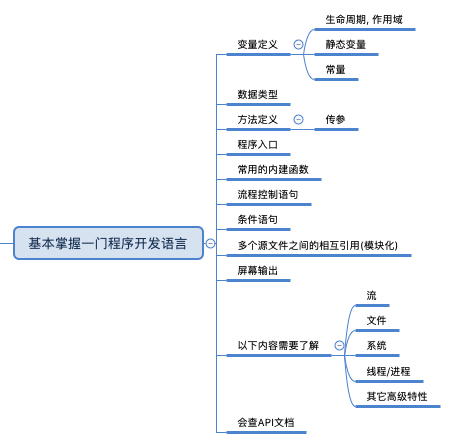 基本掌握一门程序开发语言
变量定义
生命周期, 作用域
静态变量
常量
数据类型
方法定义
传参
程序入口
常用的内建函数
流程控制语句
条件语句
多个源文件之间的相互引用(模块化)
屏幕输出
以下内容需要了解
流
文件
系统
线程/进程
其它高级特性
会查API文档